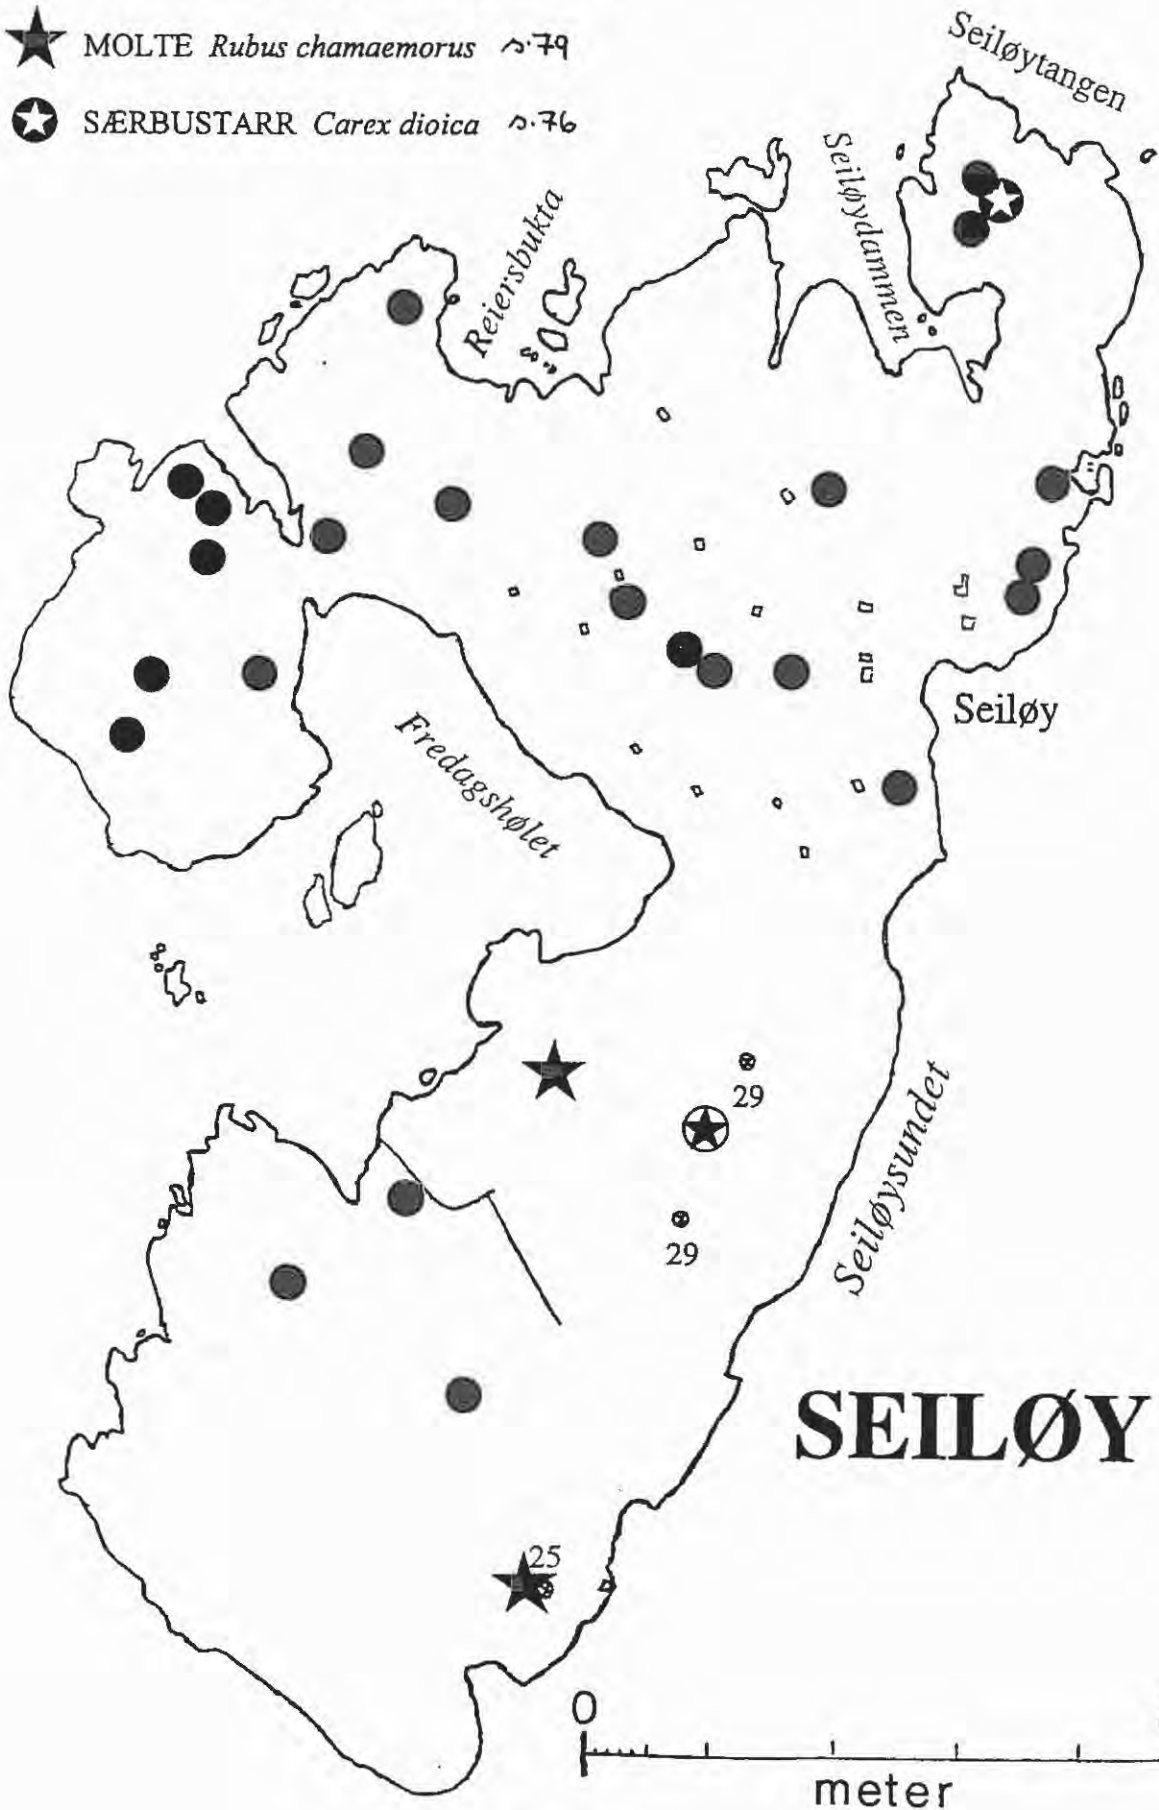 MOLTE Rubus chamaemorus s.79
SÆRBUSTARR Carex dioica s.76
Seiløytangen
Seiløydammen
Reiersbukta
Fredagshølet
Seiløy
29
29
Seiløysundet
SEILØY
25
0
meter